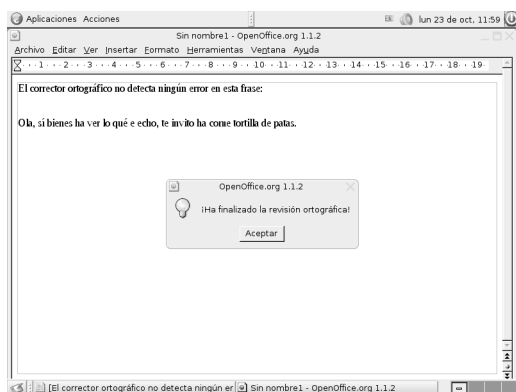 Aplicaciones Acciones lun 23 de oct, 11:59
Sin nombre1 - OpenOffice.org 1.1.2
Archivo Editar Ver Insertar Formato Herramientas Ventana Ayuda
1 2 3 4 5 6 7 8 9 10 11 12 13 14 15 16 17 18 19
El corrector ortográfico no detecta ningún error en esta frase:
Ola, sí bienes ha ver lo qué e echo, te invito ha come tortilla de patas.
OpenOffice.org 1.1.2
¡Ha finalizado la revisión ortográfica!
Aceptar
[El corrector ortográfico no detecta ningún er Sin nombre1 - OpenOffice.org 1.1.2